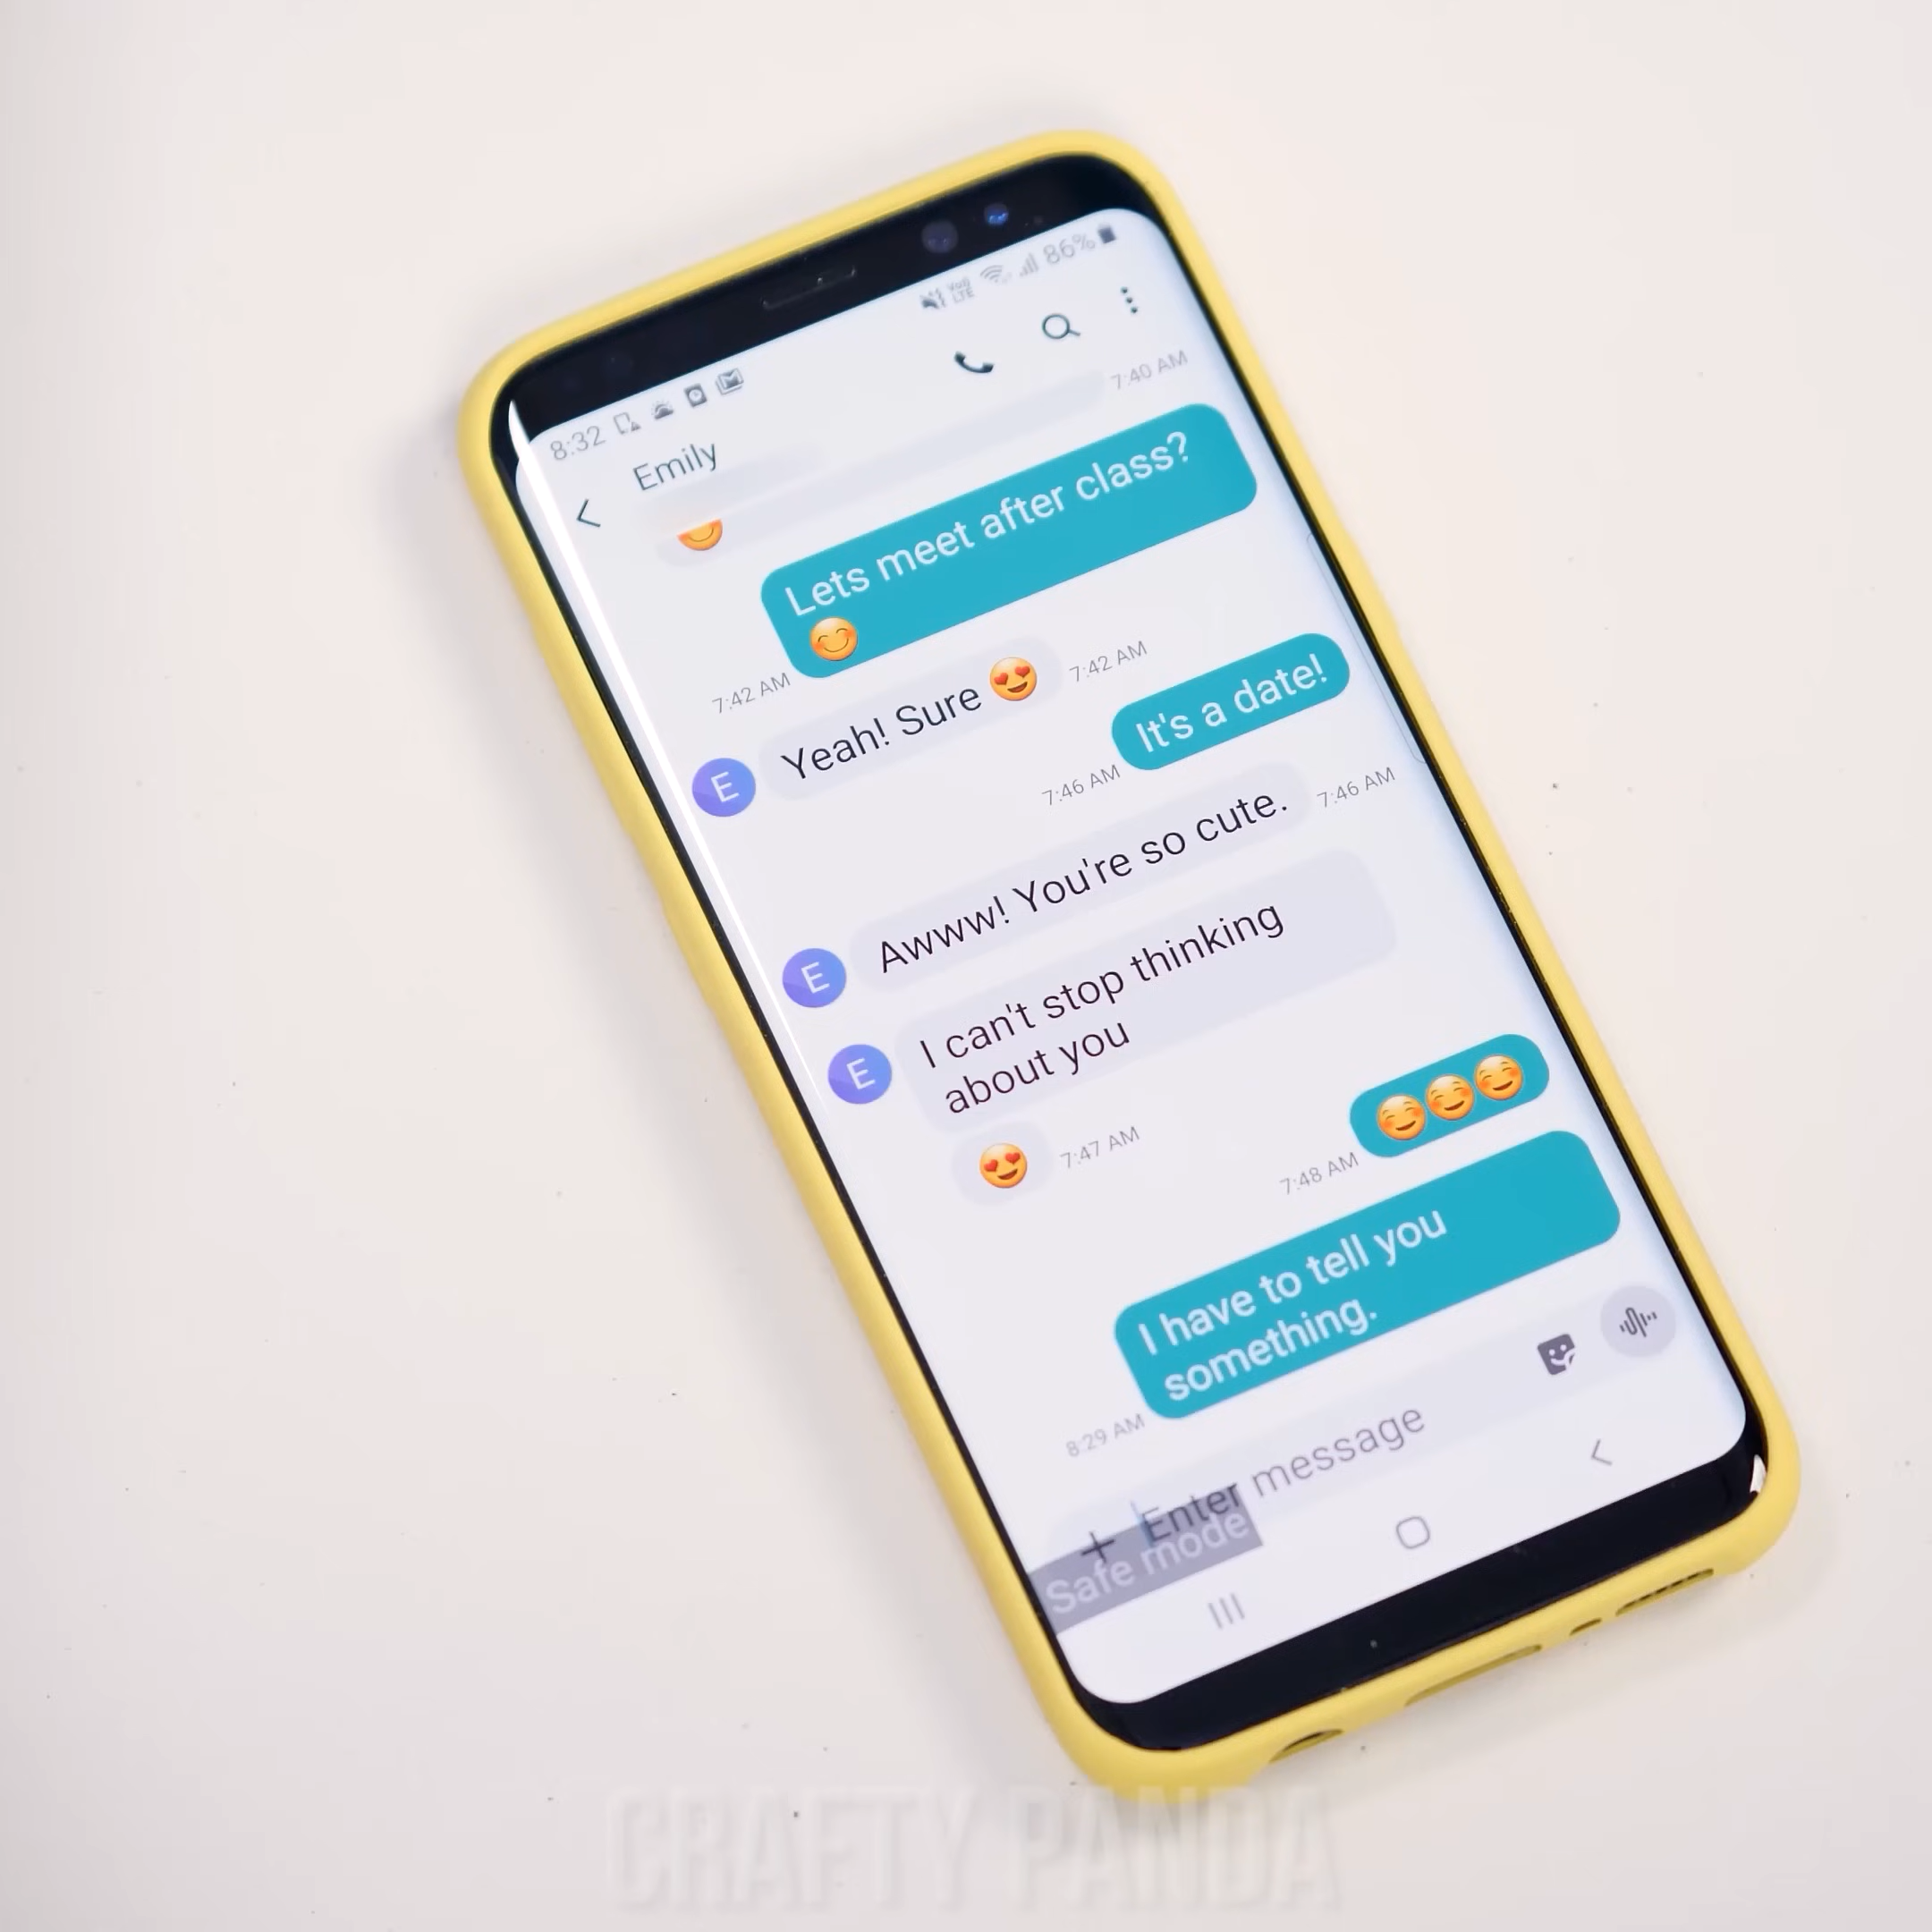 8:32
VoLTE
86%
Emily
7:40 AM
Lets meet after class?
7:42 AM
Yeah! Sure
7:42 AM
It's a date!
7:46 AM
E
Awww! You're so cute.
7:46 AM
E
I can't stop thinking
about you
E
7:47 AM
7:48 AM
I have to tell you
something.
8:29 AM
Enter message
Safe mode
CRAFTY PANDA